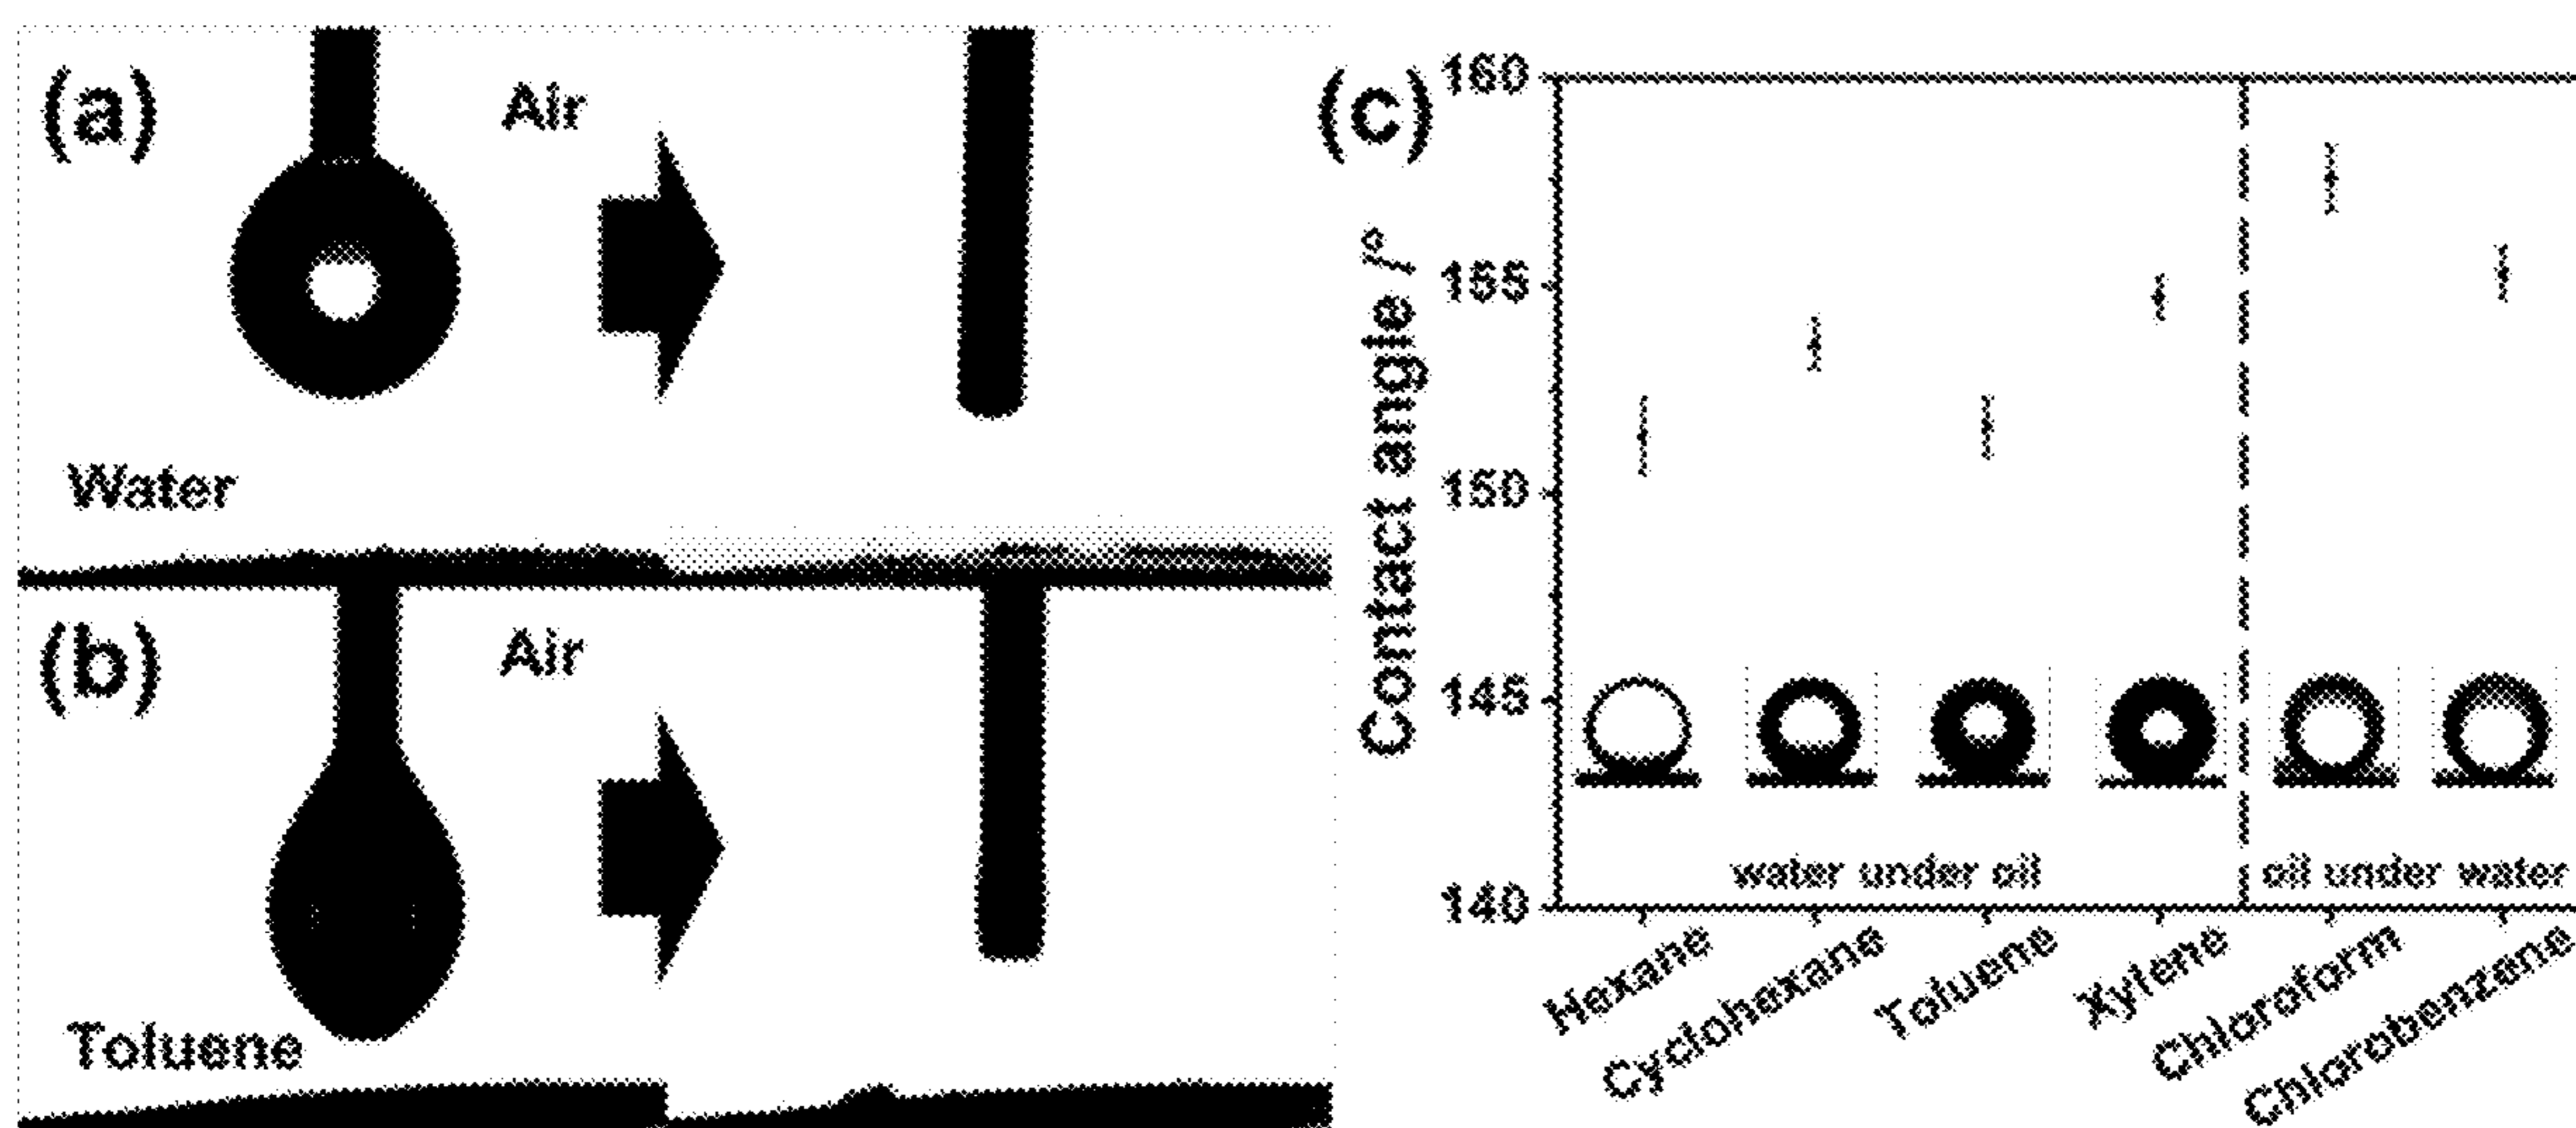 (a)
Air
Water
(b)
Air
Toluene
(c)
Contact angle /°
160
155
150
145
140
water under oil
oil under water
Hexane
Cyclohexane
Toluene
Xylene
Chloroform
Chlorobenzene